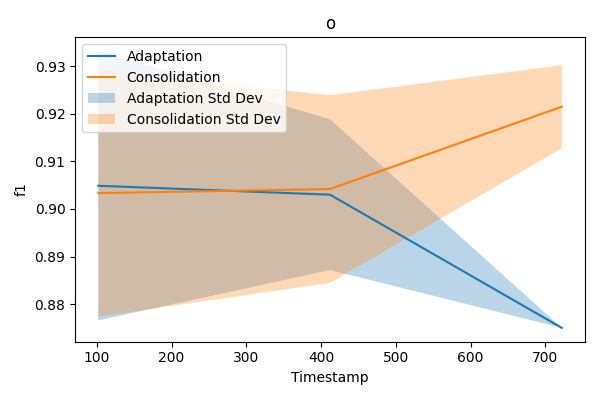 o
Adaptation
Consolidation
Adaptation Std Dev
Consolidation Std Dev
0.93
0.92
0.91
0.90
0.89
0.88
f1
100 200 300 400 500 600 700
Timestamp